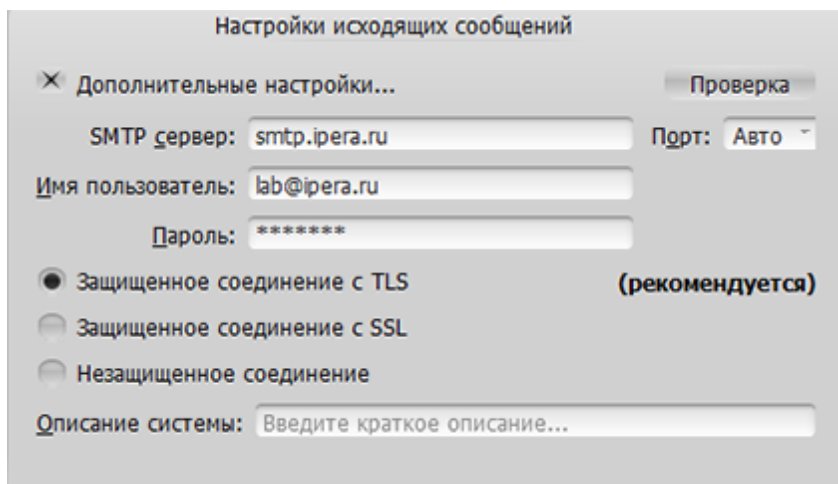 Настройки исходящих сообщений
Дополнительные настройки... Проверка
SMTP сервер: smtp.ipera.ru Порт: Авто
Имя пользователь: lab@ipera.ru
Пароль: *******
Защищенное соединение с TLS (рекомендуется)
Защищенное соединение с SSL
Незащищенное соединение
Описание системы: Введите краткое описание...